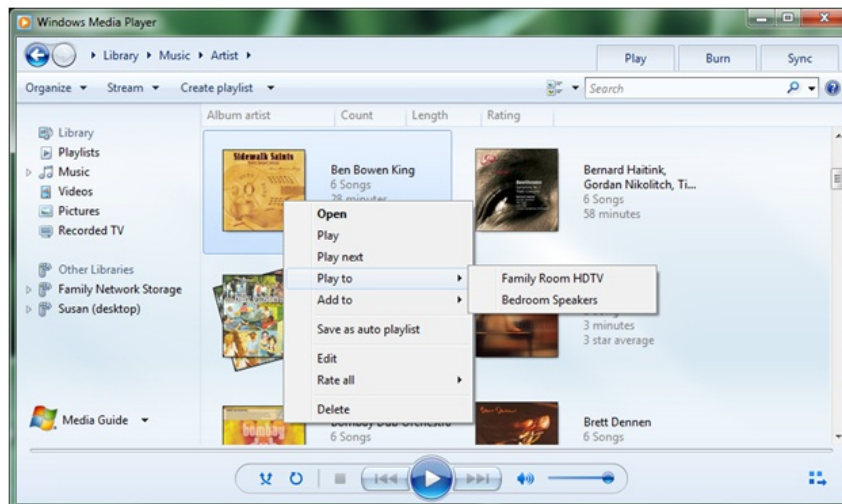 Windows Media Player
Library Music Artist
Play Burn Sync
Organize Stream Create playlist Search
Album artist Count Length Rating
Library
Playlists
Music
Videos
Pictures
Recorded TV
Other Libraries
Family Network Storage
Susan (desktop)
Media Guide
Sidewalk Saints
Ben Bowen King
6 Songs
28 minutes
Bernard Haitink,
Gordan Nikolitch, Ti...
6 Songs
58 minutes
Open
Play
Play next
Play to
Add to
Save as auto playlist
Edit
Rate all
Delete
Family Room HDTV
Bedroom Speakers
3 minutes
3 star average
bombay
Bombay Dub Orchestra
6 Songs
Brett Dennen
6 Songs